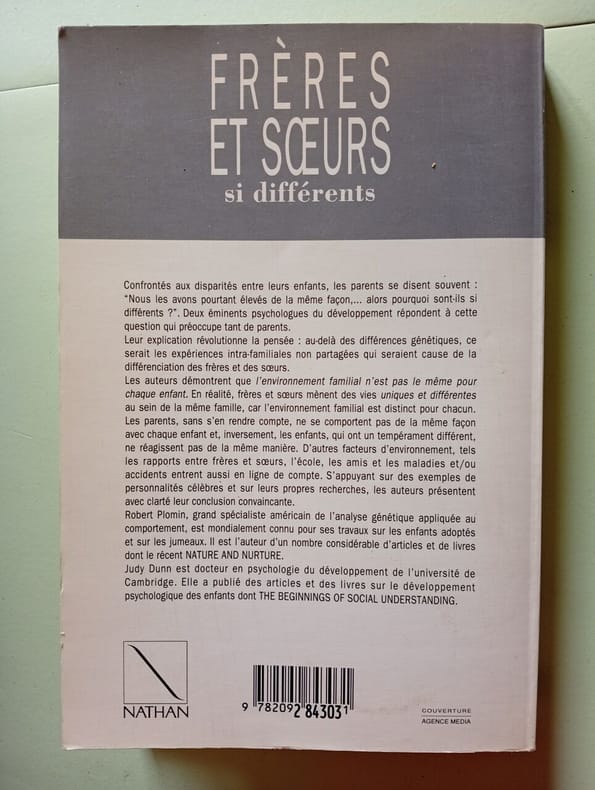 FRÈRES
ET SŒURS
si différents
Confrontés aux disparités entre leurs enfants, les parents se disent souvent :
"Nous les avons pourtant élevés de la même façon,... alors pourquoi sont-ils si
différents ?". Deux éminents psychologues du développement répondent à cette
question qui préoccupe tant de parents.
Leur explication révolutionne la pensée : au-delà des différences génétiques, ce
serait les expériences intra-familiales non partagées qui seraient cause de la
différenciation des frères et des sœurs.
Les auteurs démontrent que l'environnement familial n'est pas le même pour
chaque enfant. En réalité, frères et sœurs mènent des vies uniques et différentes
au sein de la même famille, car l'environnement familial est distinct pour chacun.
Les parents, sans s'en rendre compte, ne se comportent pas de la même façon
avec chaque enfant et, inversement, les enfants, qui ont un tempérament différent,
ne réagissent pas de la même manière. D'autres facteurs d'environnement, tels
les rapports entre frères et sœurs, l'école, les amis et les maladies et/ou
accidents entrent aussi en ligne de compte. S'appuyant sur des exemples de
personnalités célèbres et sur leurs propres recherches, les auteurs présentent
avec clarté leur conclusion convaincante.
Robert Plomin, grand spécialiste américain de l'analyse génétique appliquée au
comportement, est mondialement connu pour ses travaux sur les enfants adoptés
et sur les jumeaux. Il est l'auteur d'un nombre considérable d'articles et de livres
dont le récent NATURE AND NURTURE.
Judy Dunn est docteur en psychologie du développement de l'université de
Cambridge. Elle a publié des articles et des livres sur le développement
psychologique des enfants dont THE BEGINNINGS OF SOCIAL UNDERSTANDING.
NATHAN
9 782092 843031
COUVERTURE
AGENCE MEDIA